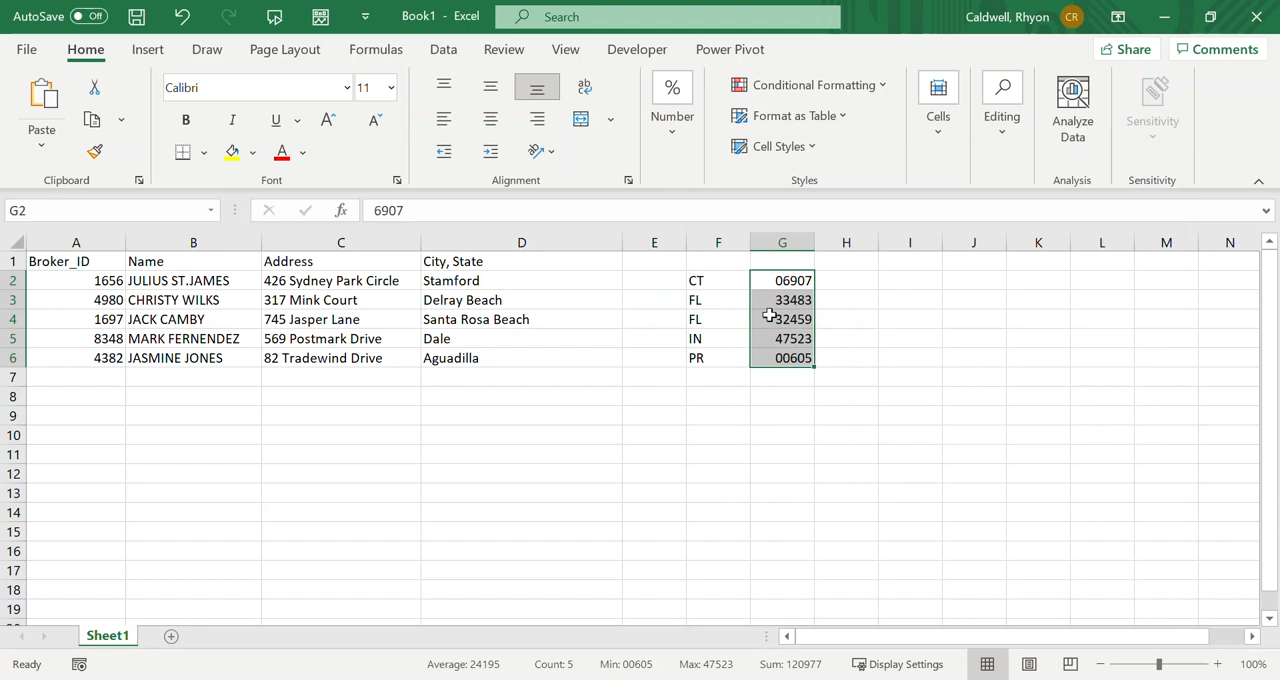 AutoSave Off Book1 - Excel Search Caldwell, Rhyon CR
File Home Insert Draw Page Layout Formulas Data Review View Developer Power Pivot Share Comments
Calibri 11 ab % Conditional Formatting
Paste B I U A A Number Format as Table Cells Editing Analyze Data Sensitivity
A Cell Styles
Clipboard Font Alignment Styles Analysis Sensitivity
G2 fx 6907
A B C D E F G H I J K L M N
1 Broker_ID Name Address City, State
2 1656 JULIUS ST.JAMES 426 Sydney Park Circle Stamford CT 06907
3 4980 CHRISTY WILKS 317 Mink Court Delray Beach FL 33483
4 1697 JACK CAMBY 745 Jasper Lane Santa Rosa Beach FL 32459
5 8348 MARK FERNENDEZ 569 Postmark Drive Dale IN 47523
6 4382 JASMINE JONES 82 Tradewind Drive Aguadilla PR 00605
7
8
9
10
11
12
13
14
15
16
17
18
19
Sheet1
Ready Average: 24195 Count: 5 Min: 00605 Max: 47523 Sum: 120977 Display Settings 100%